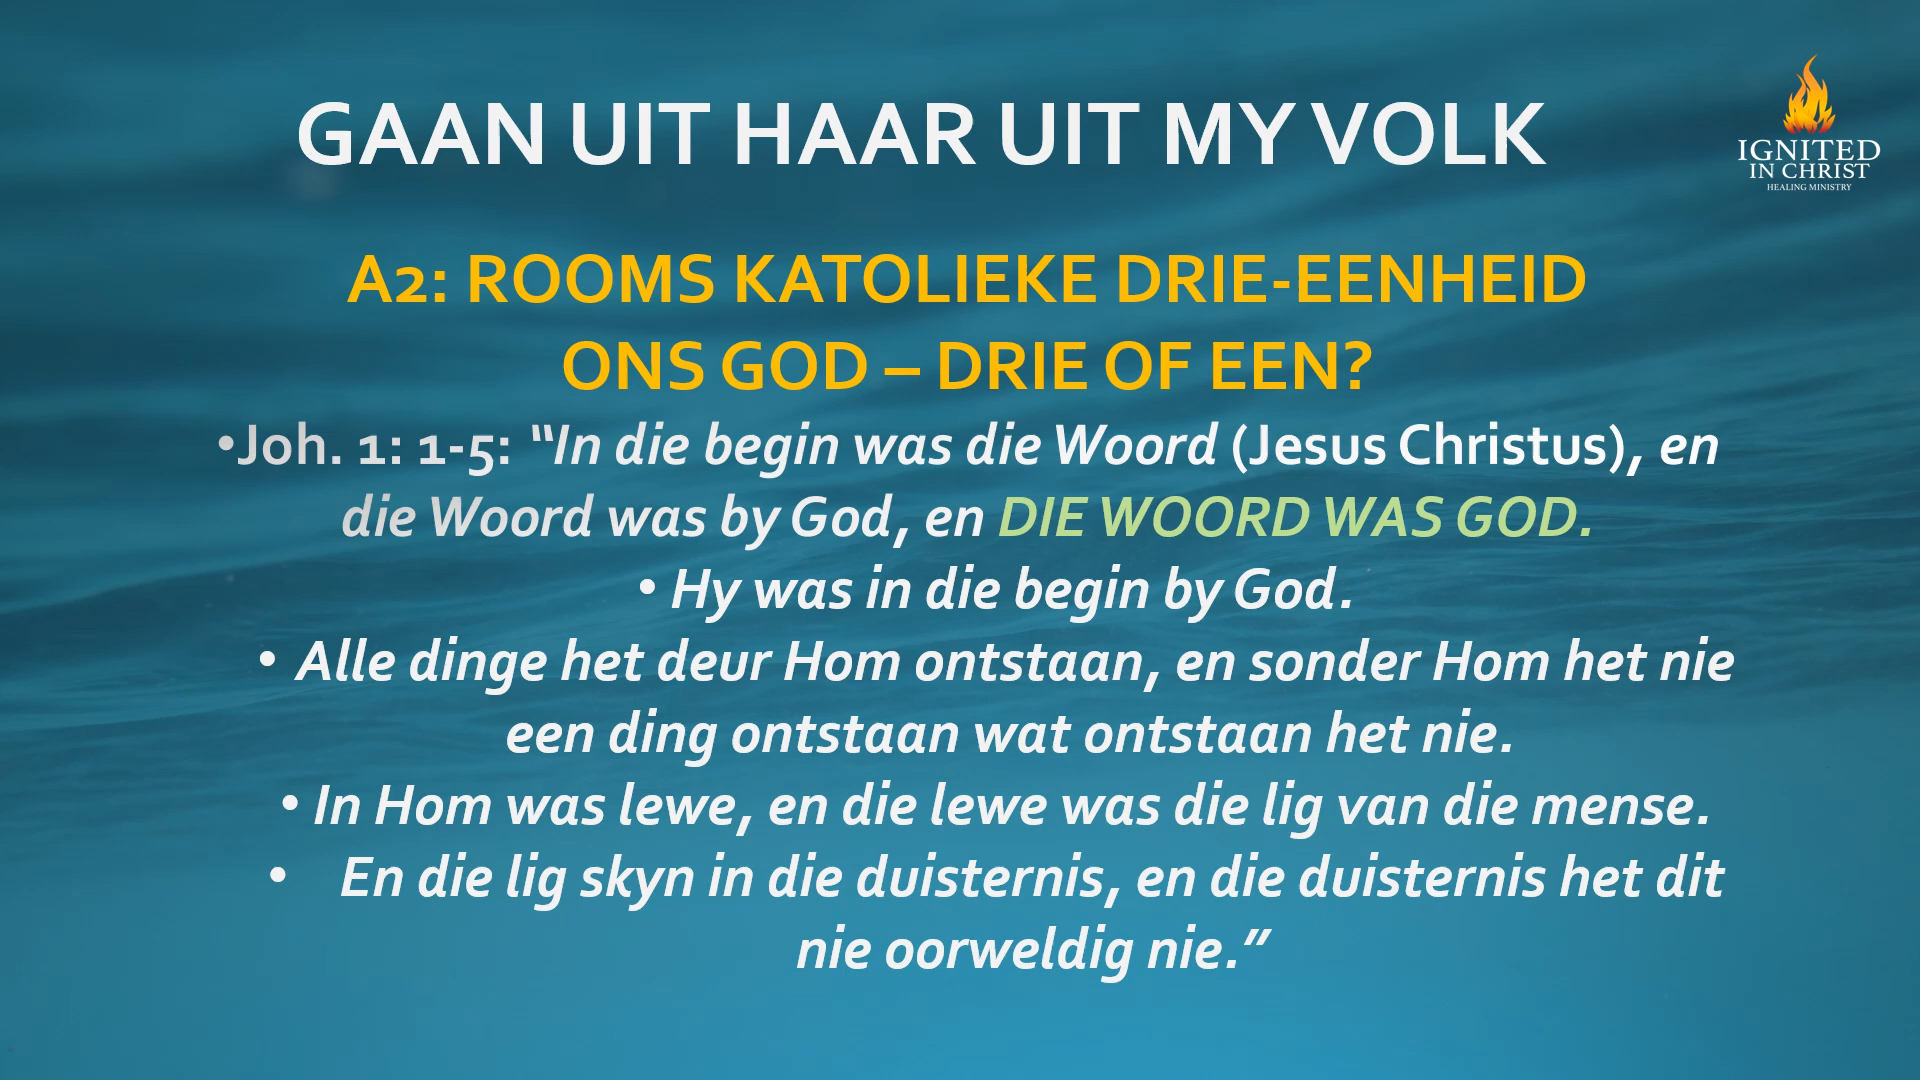 GAAN UIT HAAR UIT MY VOLK
IGNITED
IN CHRIST
HEALING MINISTRY
A2: ROOMS KATOLIEKE DRIE-EENHEID
ONS GOD – DRIE OF EEN?
•Joh. 1: 1-5: “In die begin was die Woord (Jesus Christus), en
die Woord was by God, en DIE WOORD WAS GOD.
• Hy was in die begin by God.
• Alle dinge het deur Hom ontstaan, en sonder Hom het nie
een ding ontstaan wat ontstaan het nie.
• In Hom was lewe, en die lewe was die lig van die mense.
• En die lig skyn in die duisternis, en die duisternis het dit
nie oorweldig nie.”